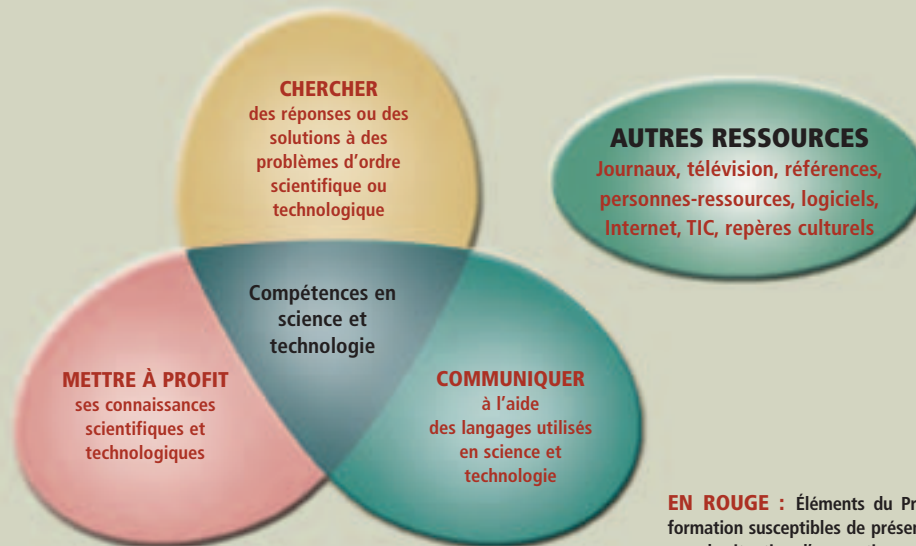 CHERCHER
des réponses ou des
solutions à des
problèmes d'ordre
scientifique ou
technologique
AUTRES RESSOURCES
Journaux, télévision, références,
personnes-ressources, logiciels,
Internet, TIC, repères culturels
Compétences en
science et
technologie
METTRE À PROFIT
ses connaissances
scientifiques et
technologiques
COMMUNIQUER
à l'aide
des langages utilisés
en science et
technologie
EN ROUGE : Éléments du
formation susceptibles de